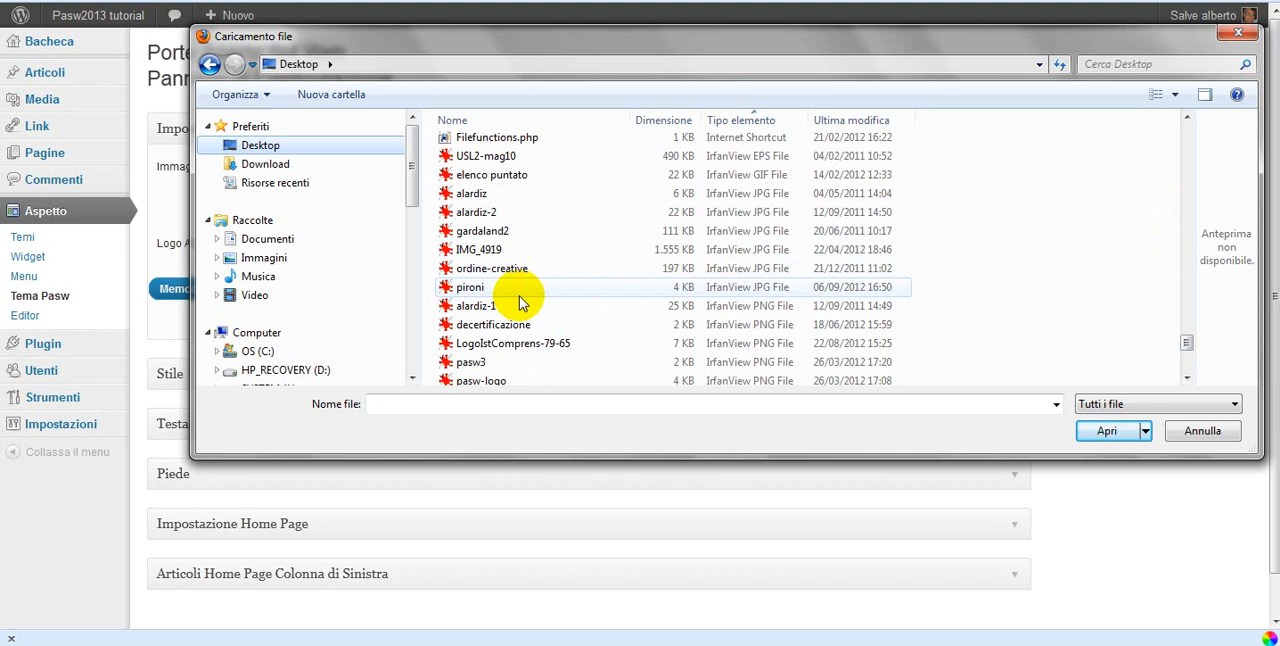 Pasw2013 tutorial
Nuovo
Salve alberto
Bacheca
Articoli
Media
Link
Pagine
Commenti
Aspetto
Temi
Widget
Menu
Tema Pasw
Editor
Plugin
Utenti
Strumenti
Impostazioni
Collassa il menu
Porte
Pann
Impo
Immag
Logo A
Memo
Stile
Testa
Piede
Impostazione Home Page
Articoli Home Page Colonna di Sinistra
Caricamento file
Desktop
Cerca Desktop
Organizza
Nuova cartella
Preferiti
Desktop
Download
Risorse recenti
Raccolte
Documenti
Immagini
Musica
Video
Computer
OS (C:)
HP_RECOVERY (D:)
Nome Dimensione Tipo elemento Ultima modifica
Filefunctions.php 1 KB Internet Shortcut 21/02/2012 16:22
USL2-mag10 490 KB IrfanView EPS File 04/02/2011 10:52
elenco puntato 22 KB IrfanView GIF File 14/02/2012 12:33
alardiz 6 KB IrfanView JPG File 04/05/2011 14:04
alardiz-2 22 KB IrfanView JPG File 12/09/2011 14:50
gardaland2 111 KB IrfanView JPG File 20/06/2011 10:17
IMG_4919 1.555 KB IrfanView JPG File 22/04/2012 18:46
ordine-creative 197 KB IrfanView JPG File 21/12/2011 11:02
pironi 4 KB IrfanView JPG File 06/09/2012 16:50
alardiz-1 25 KB IrfanView PNG File 12/09/2011 14:49
decertificazione 2 KB IrfanView PNG File 18/06/2012 15:59
LogoIstComprens-79-65 7 KB IrfanView PNG File 22/08/2012 15:25
pasw3 2 KB IrfanView PNG File 26/03/2012 17:20
pasw-logo 4 KB IrfanView PNG File 26/03/2012 17:08
Anteprima
non
disponibile.
Nome file:
Tutti i file
Apri
Annulla